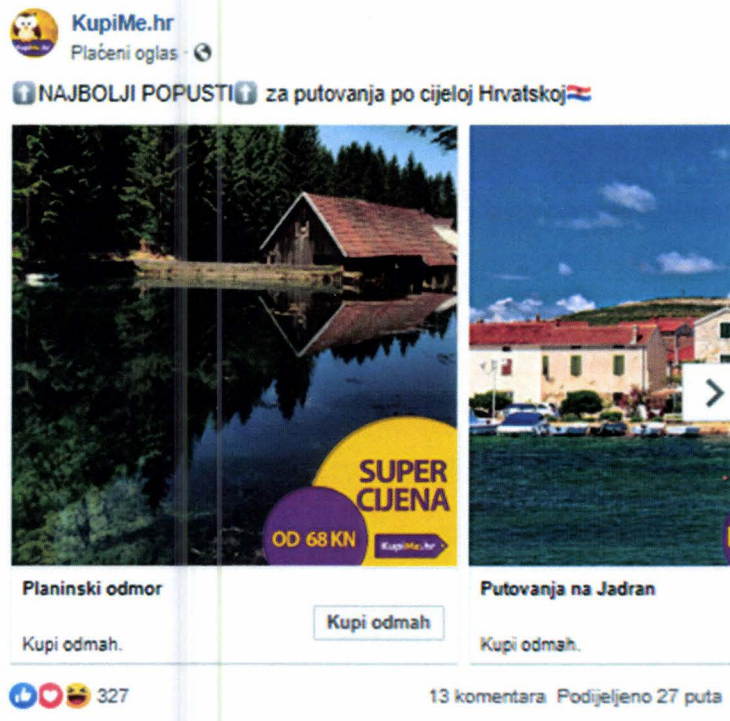 KupiMe.hr
Plaćeni oglas ·
NAJBOLJI POPUSTI za putovanja po cijeloj Hrvatskoj
SUPER
CIJENA
OD 68 KN
KupiMe.hr
Planinski odmor
Kupi odmah
Kupi odmah.
Putovanja na Jadran
Kupi odmah.
327
13 komentara Podijeljeno 27 puta